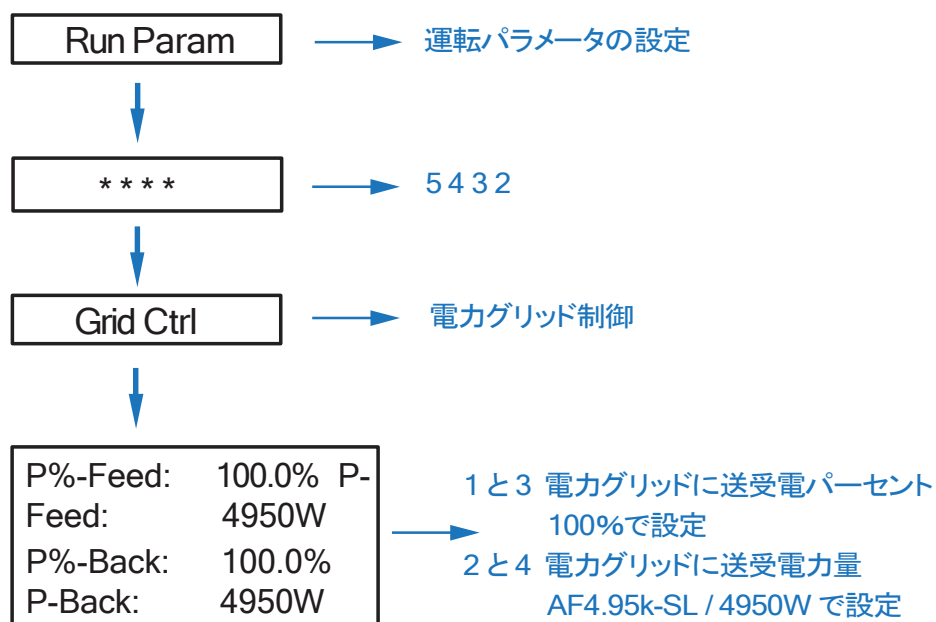 Run Param
運転パラメータの設定
****
5432
Grid Ctrl
電力グリッド制御
P%-Feed: 100.0% P-
Feed: 4950W
P%-Back: 100.0%
P-Back: 4950W
1と3 電力グリッドに送受電パーセント
100%で設定
2と4 電力グリッドに送受電力量
AF4.95k-SL / 4950W で設定